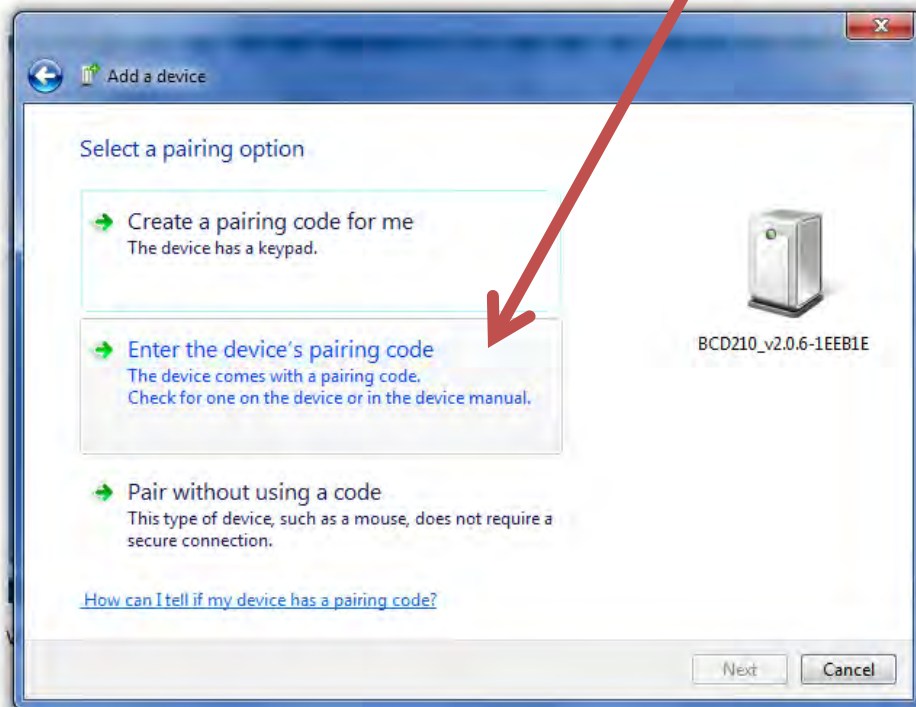 Add a device
Select a pairing option
Create a pairing code for me
The device has a keypad.
Enter the device's pairing code
The device comes with a pairing code.
Check for one on the device or in the device manual.
BCD210_v2.0.6-1EEB1E
Pair without using a code
This type of device, such as a mouse, does not require a
secure connection.
How can I tell if my device has a pairing code?
Next
Cancel